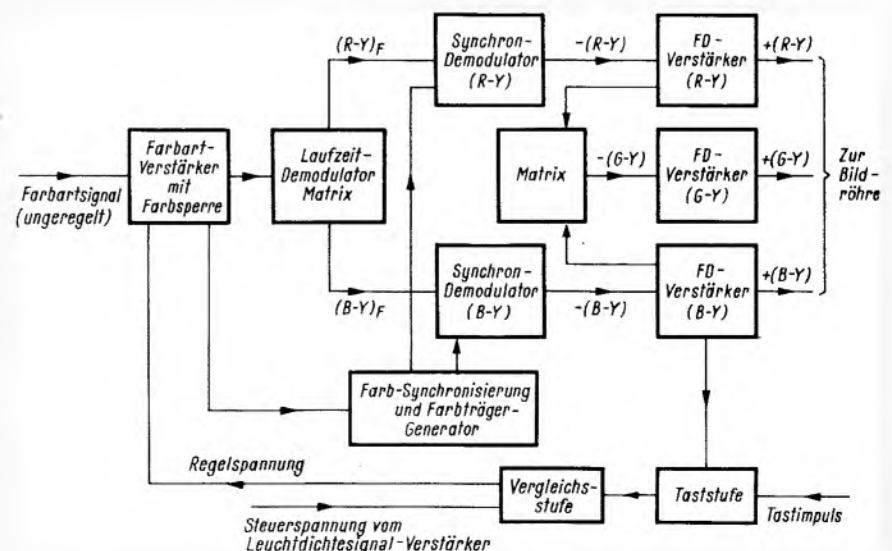 (R-Y)F
Synchron-
Demodulator
(R-Y)
-(R-Y)
FD-
Verstärker
(R-Y)
+(R-Y)
Farbartsignal
(ungeregelt)
Farbart-
Verstärker
mit
Farbsperre
Laufzeit-
Demodulator
Matrix
Matrix
-(G-Y)
FD-
Verstärker
(G-Y)
+(G-Y)
Zur
Bild-
röhre
(B-Y)F
Synchron-
Demodulator
(B-Y)
-(B-Y)
FD-
Verstärker
(B-Y)
+(B-Y)
Farb-Synchronisierung
und Farbträger-
Generator
Regelspannung
Vergleichs-
stufe
Taststufe
Tastimpuls
Steuerspannung vom
Leuchtdichtesignal-Verstärker